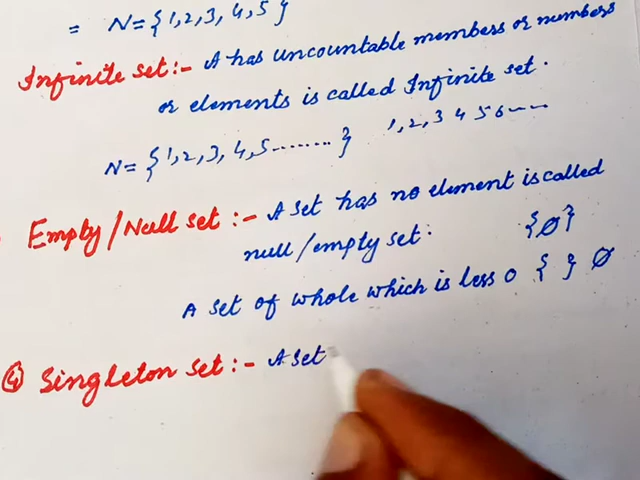 = N={1,2,3,4,5}
Infinite set:- A has uncountable members or numbers
or elements is called Infinite set.
N={1,2,3,4,5........} 1,2,3 4 5 6----
Empty/Null set :- A set has no element is called
null/empty set: {Ø}
A set of whole which is less 0 { } Ø
④ Singleton set:- A set